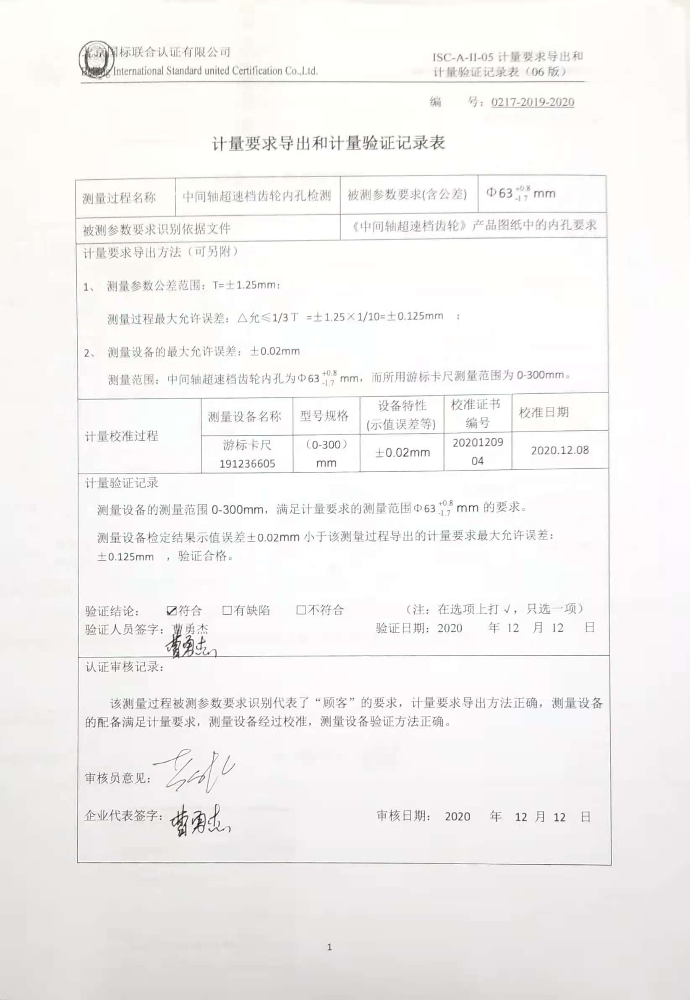 北京国标联合认证有限公司
Beijing International Standard united Certification Co.,Ltd.
ISC-A-II-05 计量要求导出和
计量验证记录表（06 版）
编 号：0217-2019-2020
计量要求导出和计量验证记录表
测量过程名称 中间轴超速档齿轮内孔检测 被测参数要求(含公差) Φ63 +0.8 -1.7 mm
被测参数要求识别依据文件 《中间轴超速档齿轮》产品图纸中的内孔要求
计量要求导出方法（可另附）
1、 测量参数公差范围：T=±1.25mm；
测量过程最大允许误差：△允≤1/3T =±1.25×1/10=±0.125mm ；
2、 测量设备的最大允许误差：±0.02mm
测量范围：中间轴超速档齿轮内孔为Φ63 +0.8 -1.7 mm，而所用游标卡尺测量范围为 0-300mm。
计量校准过程
测量设备名称 型号规格 设备特性 (示值误差等) 校准证书 编号 校准日期
游标卡尺 191236605 （0-300） mm ±0.02mm 20201209 04 2020.12.08
计量验证记录
测量设备的测量范围 0-300mm，满足计量要求的测量范围Φ63 +0.8 -1.7 mm 的要求。
测量设备检定结果示值误差±0.02mm 小于该测量过程导出的计量要求最大允许误差：
±0.125mm ，验证合格。
验证结论： ☑符合 □有缺陷 □不符合 （注：在选项上打 √，只选一项）
验证人员签字：曹勇杰 验证日期：2020 年 12 月 12 日
曹勇杰
认证审核记录：
该测量过程被测参数要求识别代表了“顾客”的要求，计量要求导出方法正确，测量设备
的配备满足计量要求，测量设备经过校准，测量设备验证方法正确。
审核员意见：
企业代表签字：曹勇杰 审核日期： 2020 年 12 月 12 日
1